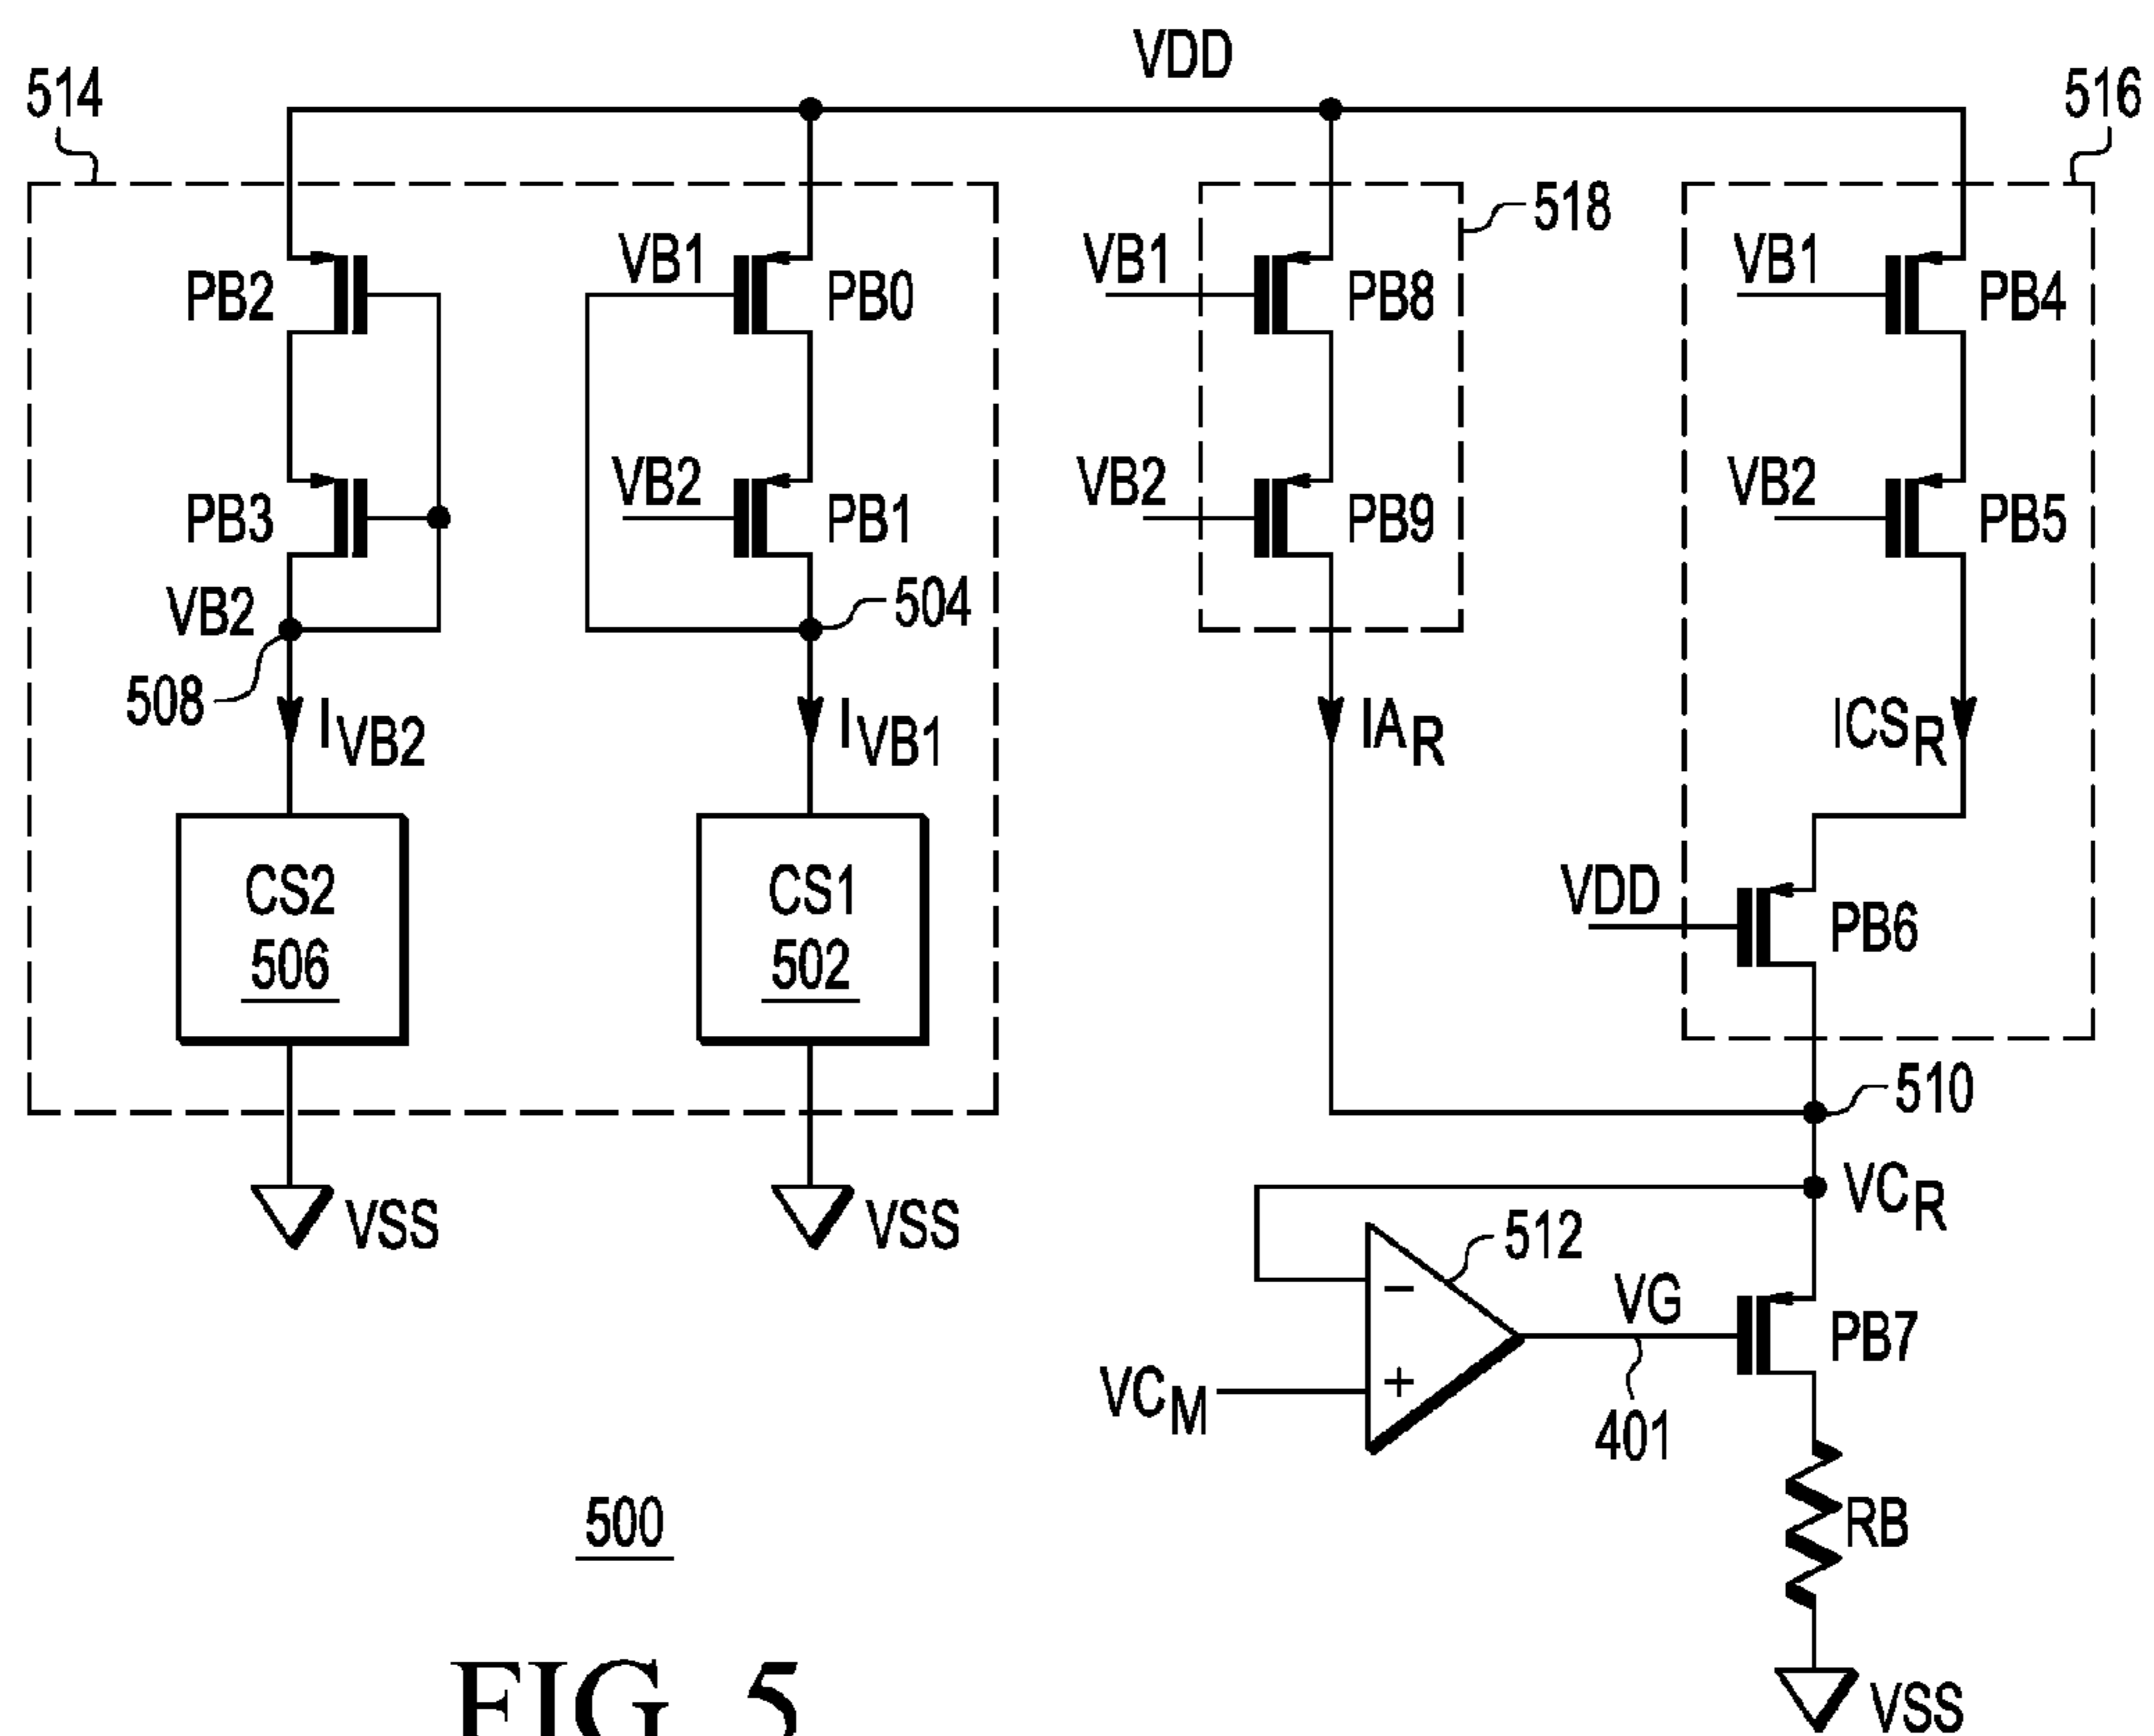 VDD
514
516
518
VB1
VB1
VB1
PB2
PB0
PB8
PB4
VB2
VB2
VB2
PB3
PB1
PB9
PB5
VB2
504
508
IVB2
IVB1
IAR
ICSR
CS2
506
CS1
502
VDD
PB6
510
VSS
VSS
VCR
512
−
VG
PB7
VCM
+
401
500
RB
VSS
FIG. 5